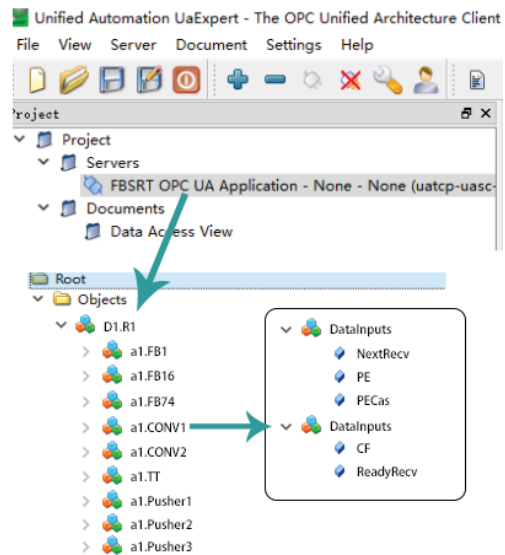 Unified Automation UaExpert - The OPC Unified Architecture Client
File View Server Document Settings Help
Project
Project
Servers
FBSRT OPC UA Application - None - None (uatcp-uasc-
Documents
Data Access View
Root
Objects
D1.R1
a1.FB1
a1.FB16
a1.FB74
a1.CONV1
a1.CONV2
a1.TT
a1.Pusher1
a1.Pusher2
a1.Pusher3
DataInputs
NextRecv
PE
PECas
DataInputs
CF
ReadyRecv